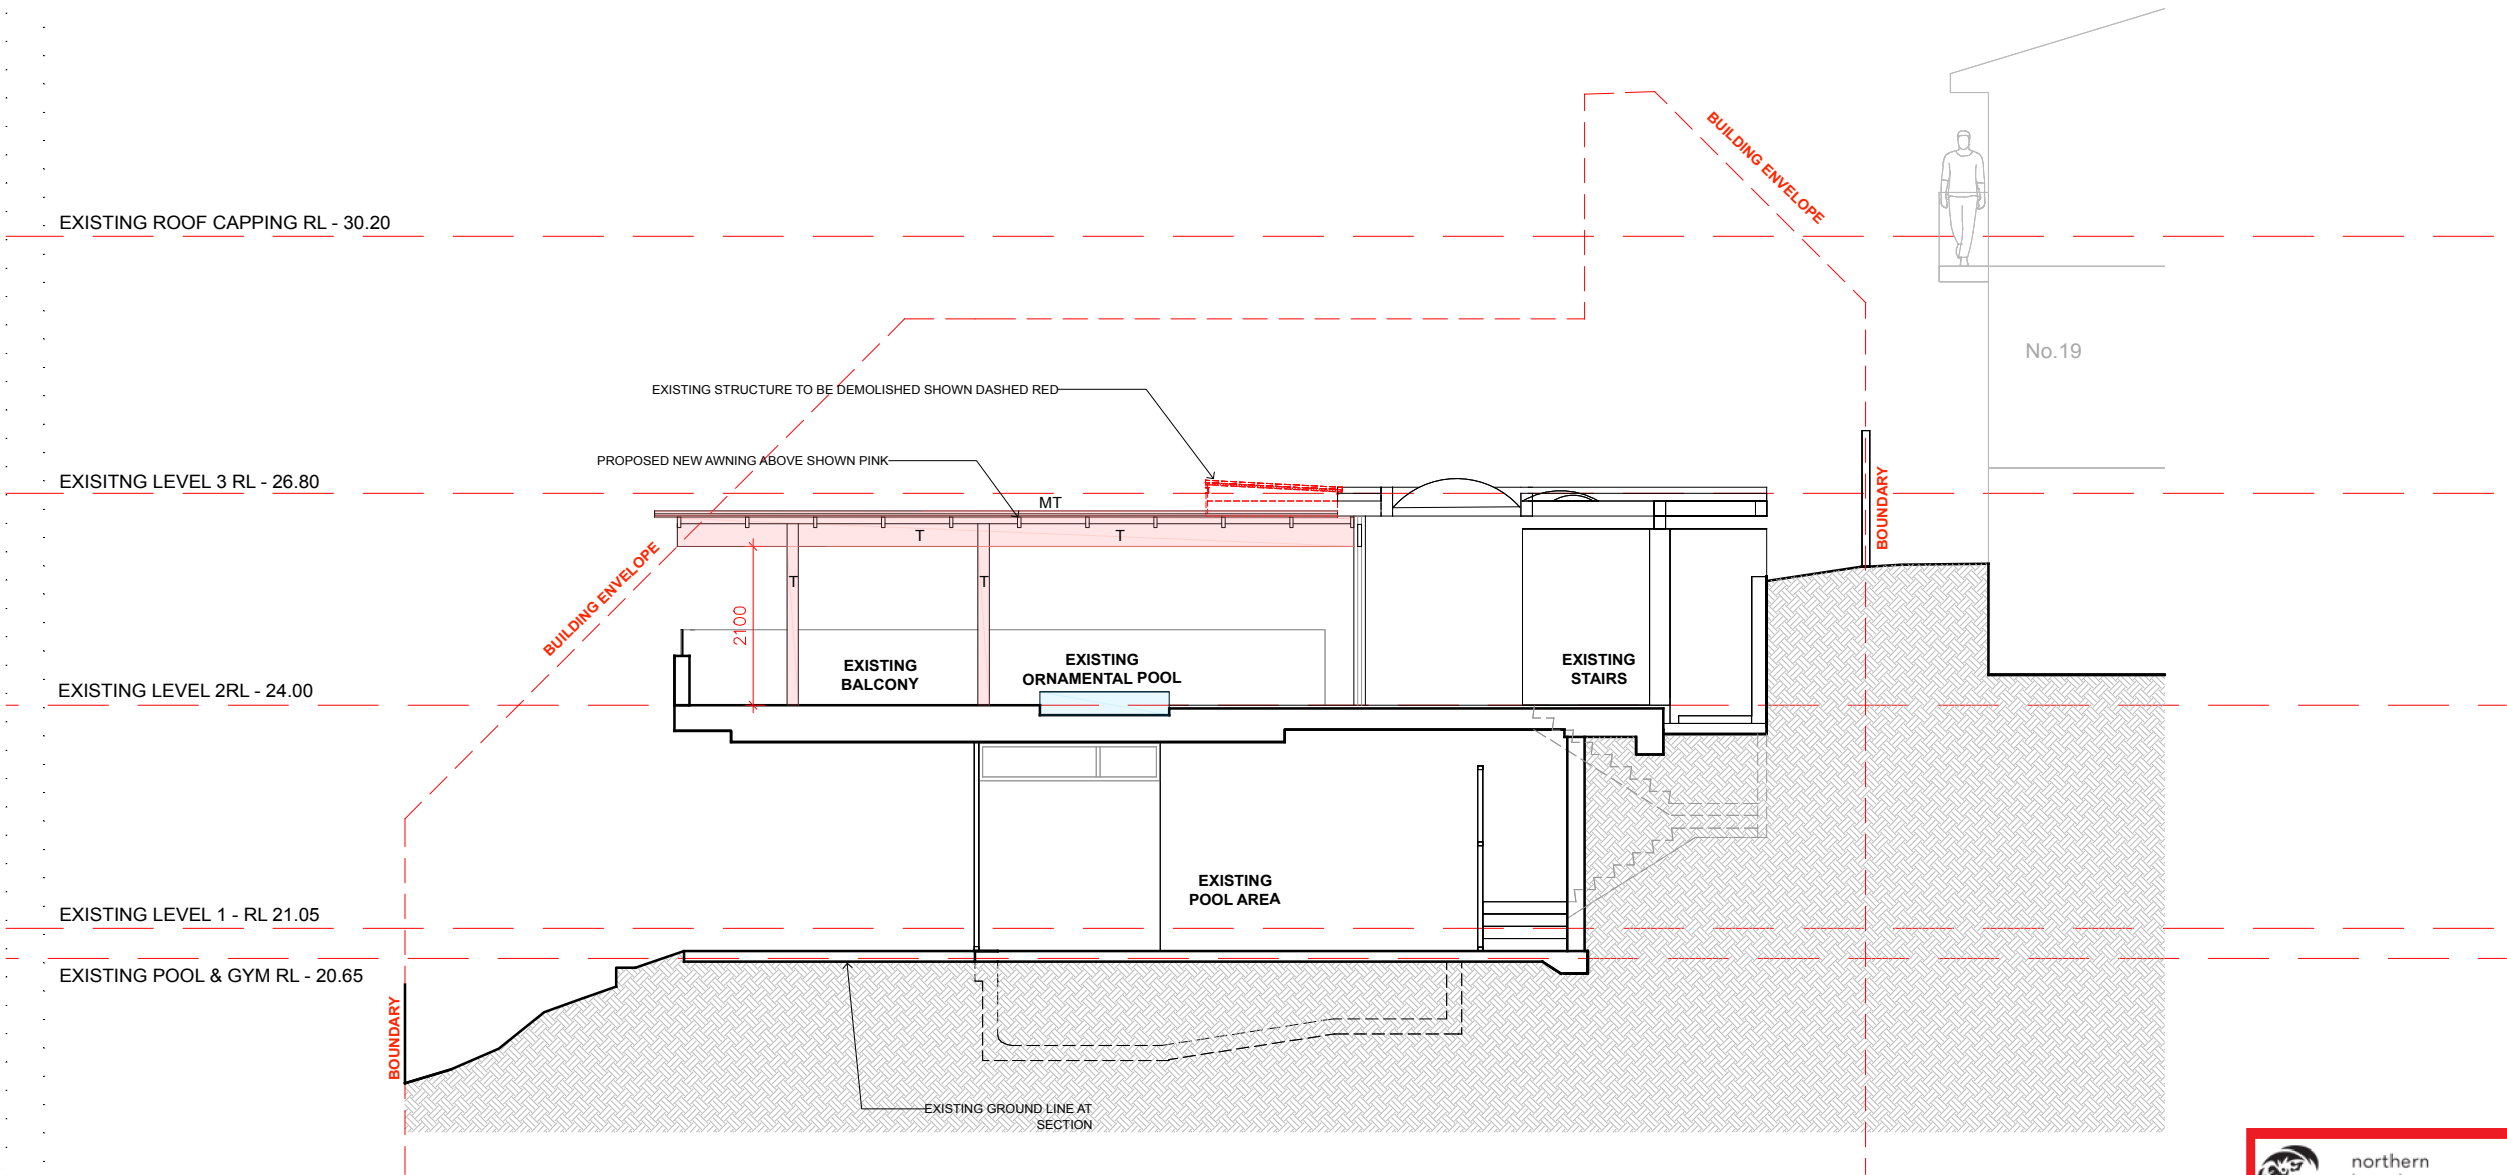 BUILDING ENVELOPE
EXISTING ROOF CAPPING RL - 30.20
No.19
EXISTING STRUCTURE TO BE DEMOLISHED SHOWN DASHED RED
PROPOSED NEW AWNING ABOVE SHOWN PINK
EXISITNG LEVEL 3 RL - 26.80
MT
BOUNDARY
T
T
BUILDING ENVELOPE
T
T
2100
EXISTING
BALCONY
EXISTING
ORNAMENTAL POOL
EXISTING
STAIRS
EXISTING LEVEL 2RL - 24.00
EXISTING
POOL AREA
EXISTING LEVEL 1 - RL 21.05
EXISTING POOL & GYM RL - 20.65
BOUNDARY
EXISTING GROUND LINE AT
SECTION
northern